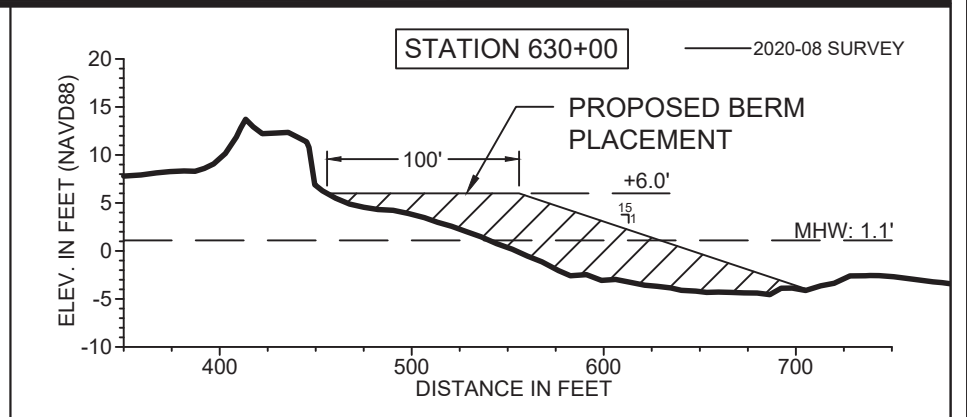 STATION 630+00
2020-08 SURVEY
PROPOSED BERM
PLACEMENT
100'
+6.0'
15
1
MHW: 1.1'
ELEV. IN FEET (NAVD88)
20
15
10
5
0
-5
-10
400
500
600
700
DISTANCE IN FEET